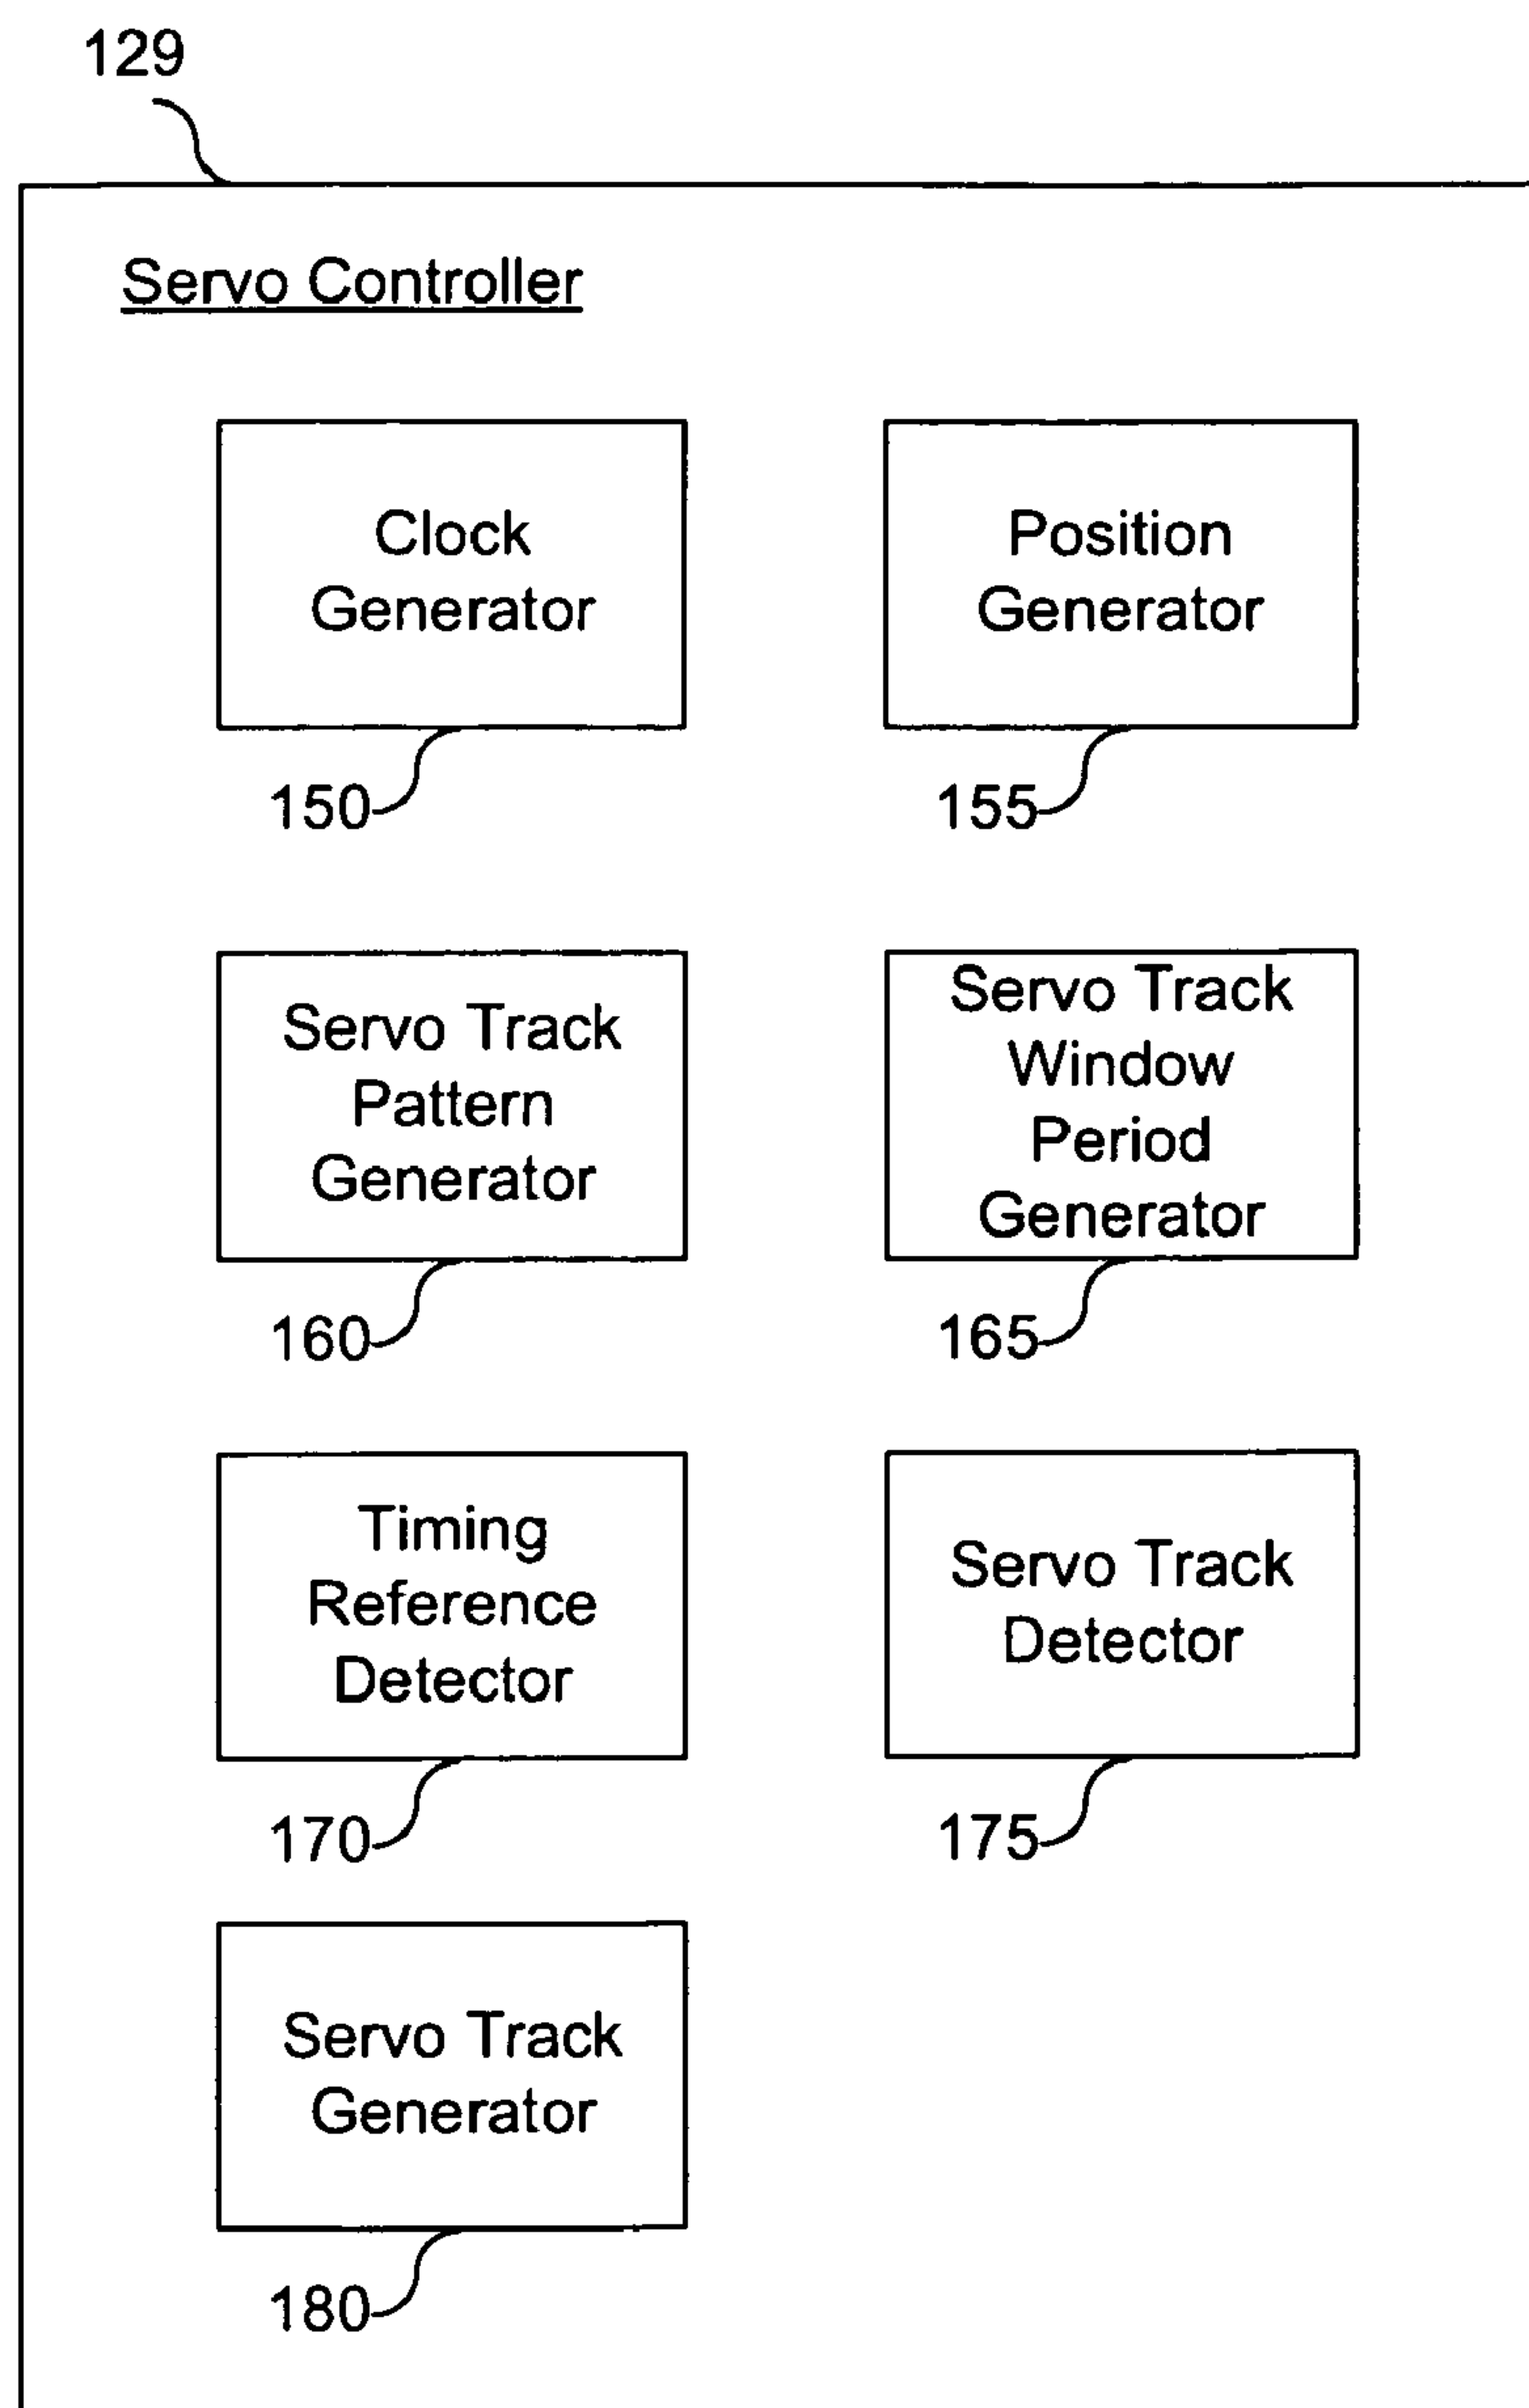 129
Servo Controller
Clock
Generator
150
Position
Generator
155
Servo Track
Pattern
Generator
160
Servo Track
Window
Period
Generator
165
Timing
Reference
Detector
170
Servo Track
Detector
175
Servo Track
Generator
180